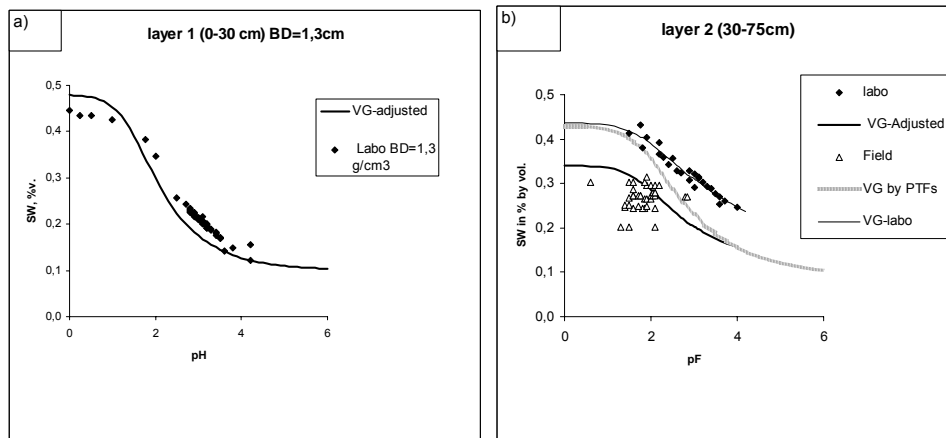 a)
layer 1 (0-30 cm) BD=1,3cm
SW, %v.
0,5
0,4
0,3
0,2
0,1
0,0
0 2 4 6
pH
VG-adjusted
Labo BD=1,3
g/cm3
b)
layer 2 (30-75cm)
SW in % by vol.
0,5
0,4
0,3
0,2
0,1
0,0
0 2 4 6
pF
labo
VG-Adjusted
Field
VG by PTFs
VG-labo